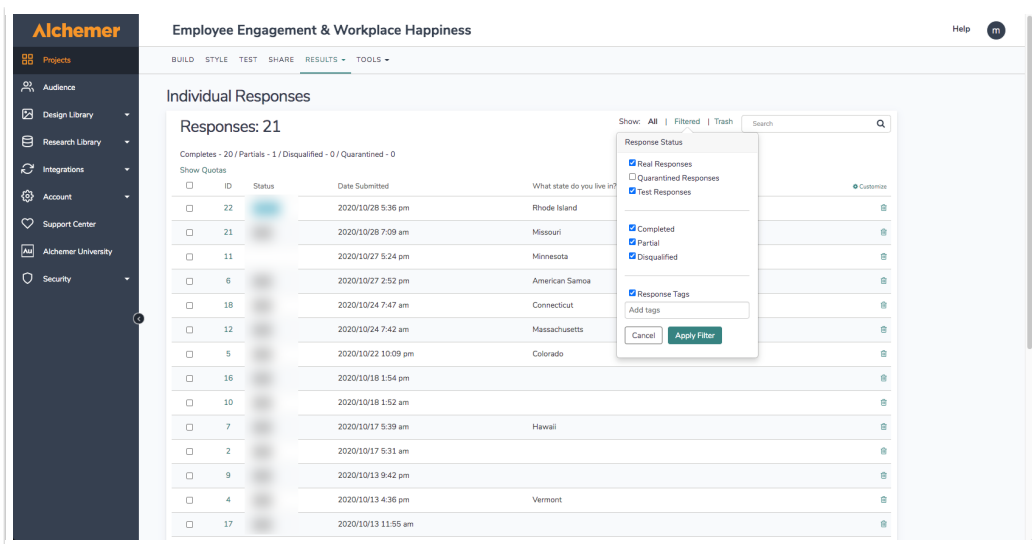 Alchemer
Employee Engagement & Workplace Happiness
Help
m
Projects
Audience
Design Library
Research Library
Integrations
Account
Support Center
Au Alchemer University
Security
BUILD STYLE TEST SHARE RESULTS TOOLS
Individual Responses
Responses: 21
Show: All | Filtered | Trash
Search
Completes - 20 / Partials - 1 / Disqualified - 0 / Quarantined - 0
Show Quotas
ID Status Date Submitted What state do you live in? Customize
22 2020/10/28 5:36 pm Rhode Island
21 2020/10/28 7:09 am Missouri
11 2020/10/27 5:24 pm Minnesota
6 2020/10/27 2:52 pm American Samoa
18 2020/10/24 7:47 am Connecticut
12 2020/10/24 7:42 am Massachusetts
5 2020/10/22 10:09 pm Colorado
16 2020/10/18 1:54 pm
10 2020/10/18 1:52 am
7 2020/10/17 5:39 am Hawaii
2 2020/10/17 5:31 am
9 2020/10/13 9:42 pm
4 2020/10/13 4:36 pm Vermont
17 2020/10/13 11:55 am
Response Status
Real Responses
Quarantined Responses
Test Responses
Completed
Partial
Disqualified
Response Tags
Add tags
Cancel
Apply Filter